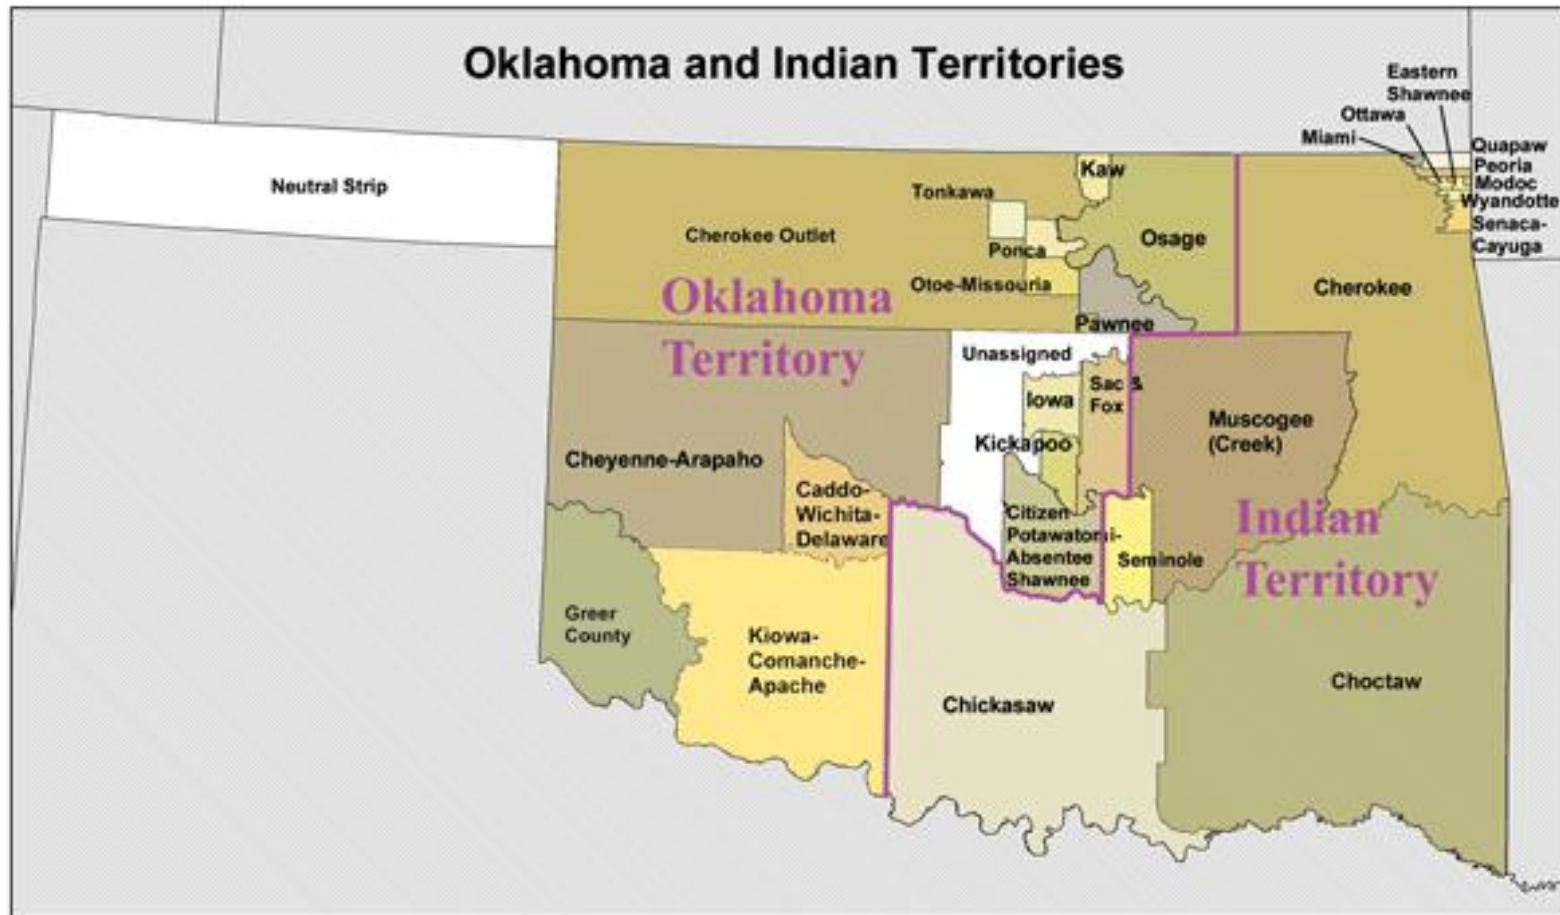 Oklahoma and Indian Territories
Eastern
Shawnee
Ottawa
Miami
Quapaw
Peoria
Modoc
Wyandotte
Senaca-
Cayuga
Neutral Strip
Kaw
Tonkawa
Cherokee Outlet
Ponca
Osage
Otoe-Missouria
Cherokee
Oklahoma
Territory
Pawnee
Unassigned
Sac &
Fox
Iowa
Kickapoo
Muscogee
(Creek)
Cheyenne-Arapaho
Caddo-
Wichita-
Delaware
Citizen
Potawatomi-
Absentee
Shawnee
Seminole
Indian
Territory
Greer
County
Kiowa-
Comanche-
Apache
Chickasaw
Choctaw